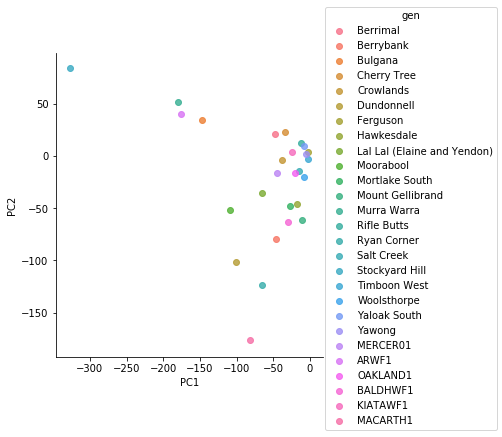 gen
Berrimal
Berrybank
Bulgana
Cherry Tree
Crowlands
Dundonnell
Ferguson
Hawkesdale
Lal Lal (Elaine and Yendon)
Moorabool
Mortlake South
Mount Gellibrand
Murra Warra
Rifle Butts
Ryan Corner
Salt Creek
Stockyard Hill
Timboon West
Woolsthorpe
Yaloak South
Yawong
MERCER01
ARWF1
OAKLAND1
BALDHWF1
KIATAWF1
MACARTH1
PC2
50
0
−50
−100
−150
−300 −250 −200 −150 −100 −50 0
PC1